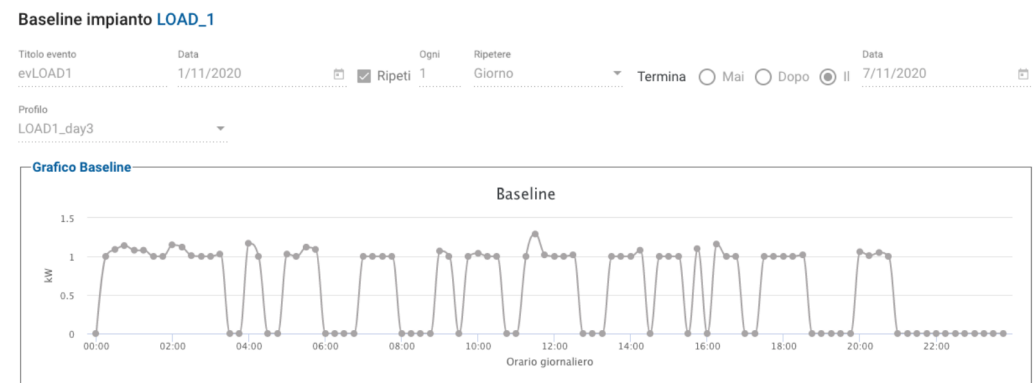 Baseline impianto LOAD_1
Titolo evento Data Ogni Ripetere Data
evLOAD1 1/11/2020 Ripeti 1 Giorno Termina Mai Dopo Il 7/11/2020
Profilo
LOAD1_day3
Grafico Baseline
Baseline
1.5
1
0.5
0
kW
00:00 02:00 04:00 06:00 08:00 10:00 12:00 14:00 16:00 18:00 20:00 22:00
Orario giornaliero